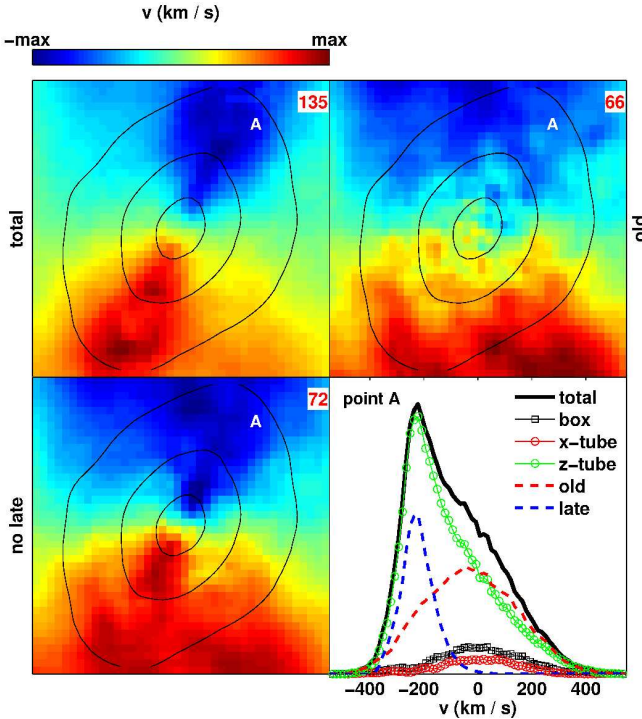 v (km / s)
−max
max
total
135
A
66
A
old
no late
72
A
point A
total
box
x−tube
z−tube
old
late
−400 −200 0 200 400
v (km / s)